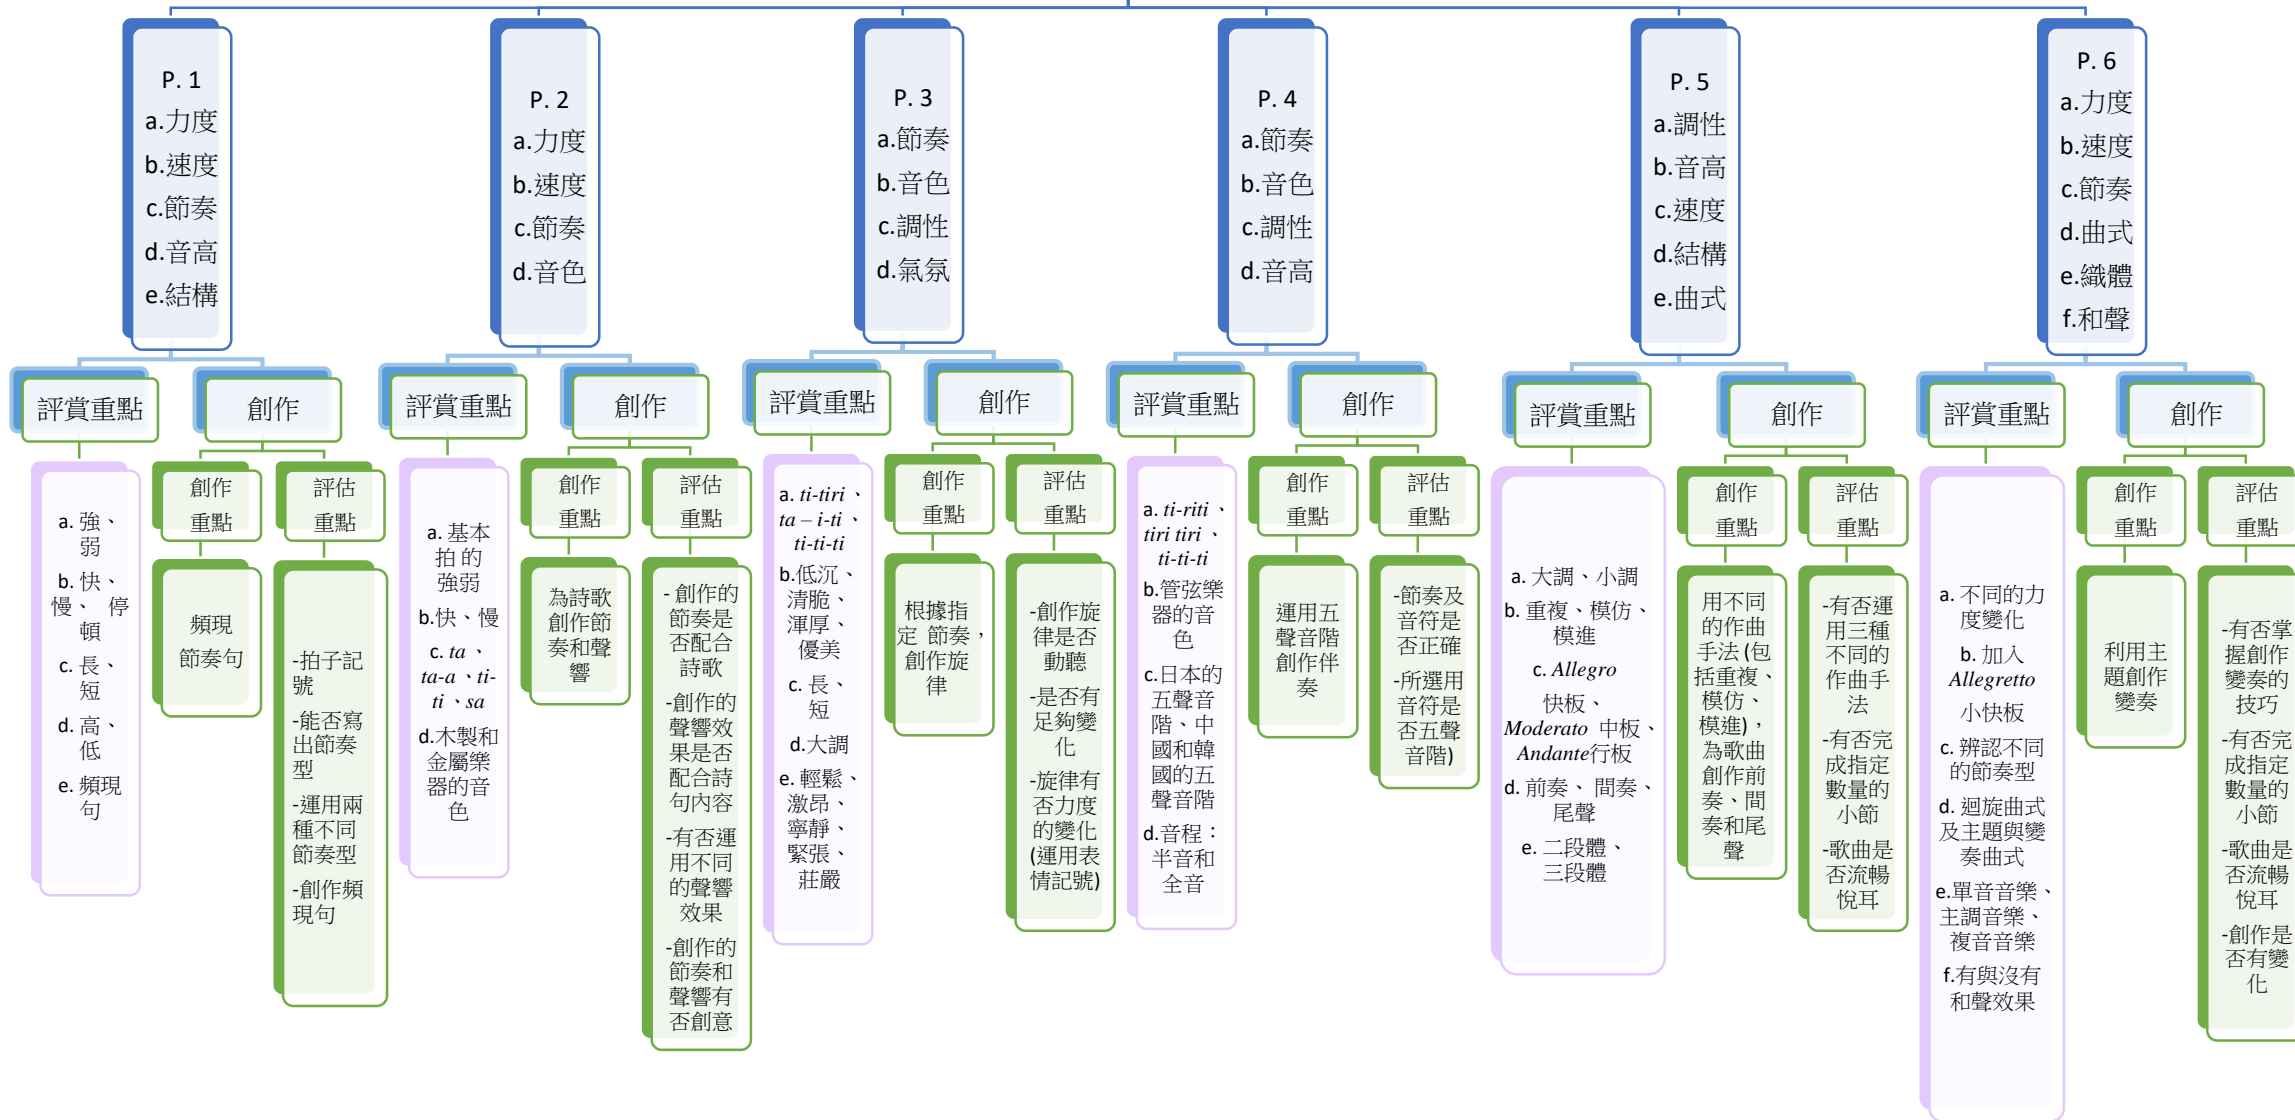 P. 1
a.力度
b.速度
c.節奏
d.音高
e.結構
評賞重點
a. 強、
弱
b. 快、
慢、 停
頓
c. 長、
短
d. 高、
低
e. 頻現
句
創作
創作
重點
頻現
節奏句
評估
重點
-拍子記
號
-能否寫
出節奏
型
-運用兩
種不同
節奏型
-創作頻
現句
P. 2
a.力度
b.速度
c.節奏
d.音色
評賞重點
a. 基本
拍 的
強弱
b.快、慢
c. ta、
ta-a、ti-
ti、sa
d.木製和
金屬樂
器的音
色
創作
創作
重點
為詩歌
創作節
奏和聲
響
評估
重點
- 創作的
節奏是
否配合
詩歌
-創作的
聲響效
果是否
配合詩
句內容
-有否運
用不同
的聲響
效果
-創作的
節奏和
聲響有
否創意
P. 3
a.節奏
b.音色
c.調性
d.氣氛
評賞重點
a. ti-tiri、
ta – i-ti、
ti-ti-ti
b.低沉、
清脆、
渾厚、
優美
c. 長、
短
d.大調
e. 輕鬆、
激昂、
寧靜、
緊張、
莊嚴
創作
創作
重點
根據指
定 節奏，
創作旋
律
評估
重點
-創作旋
律是否
動聽
-是否有
足夠變
化
-旋律有
否力度
的變化
(運用表
情記號)
P. 4
a.節奏
b.音色
c.調性
d.音高
評賞重點
a. ti-riti、
tiri tiri、
ti-ti-ti
b.管弦樂
器的音
色
c.日本的
五聲音
階、中
國和韓
國的五
聲音階
d.音程：
半音和
全音
創作
創作
重點
運用五
聲音階
創作伴
奏
評估
重點
-節奏及
音符是
否正確
-所選用
音符是
否五聲
音階)
P. 5
a.調性
b.音高
c.速度
d.結構
e.曲式
評賞重點
a. 大調、小調
b. 重複、模仿、
模進
c. Allegro
快板、
Moderato 中板、
Andante行板
d. 前奏、 間奏、
尾聲
e. 二段體、
三段體
創作
創作
重點
用不同
的作曲
手法 (包
括重複、
模仿、
模進)，
為歌曲
創作前
奏、間
奏和尾
聲
評估
重點
-有否運
用三種
不同的
作曲手
法
-有否完
成指定
數量的
小節
-歌曲是
否流暢
悅耳
P. 6
a.力度
b.速度
c.節奏
d.曲式
e.織體
f.和聲
評賞重點
a. 不同的力
度變化
b. 加入
Allegretto
小快板
c. 辨認不同
的節奏型
d. 迴旋曲式
及主題與變
奏曲式
e.單音音樂、
主調音樂、
複音音樂
f.有與沒有
和聲效果
創作
創作
重點
利用主
題創作
變奏
評估
重點
-有否掌
握創作
變奏的
技巧
-有否完
成指定
數量的
小節
-歌曲是
否流暢
悅耳
-創作是
否有變
化